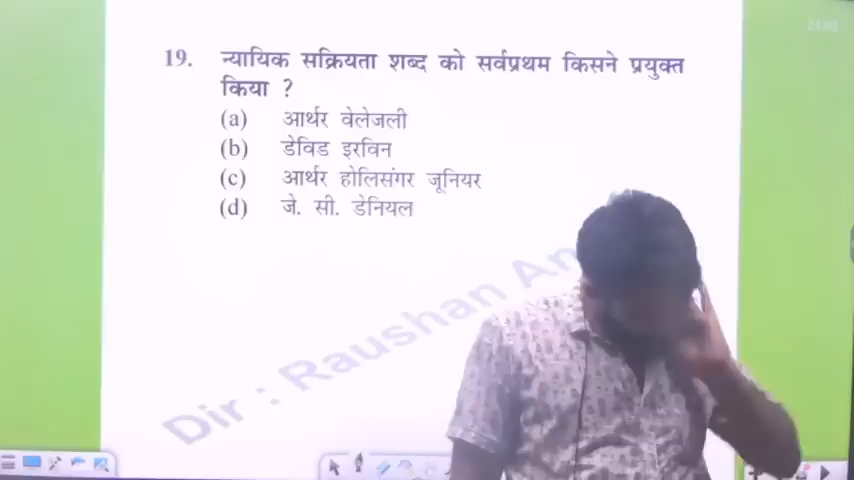 19. न्यायिक सक्रियता शब्द को सर्वप्रथम किसने प्रयुक्त
किया ?
(a) आर्थर वेलेजली
(b) डेविड इरविन
(c) आर्थर होलिसंगर जूनियर
(d) जे. सी. डेनियल
Dir : Raushan An